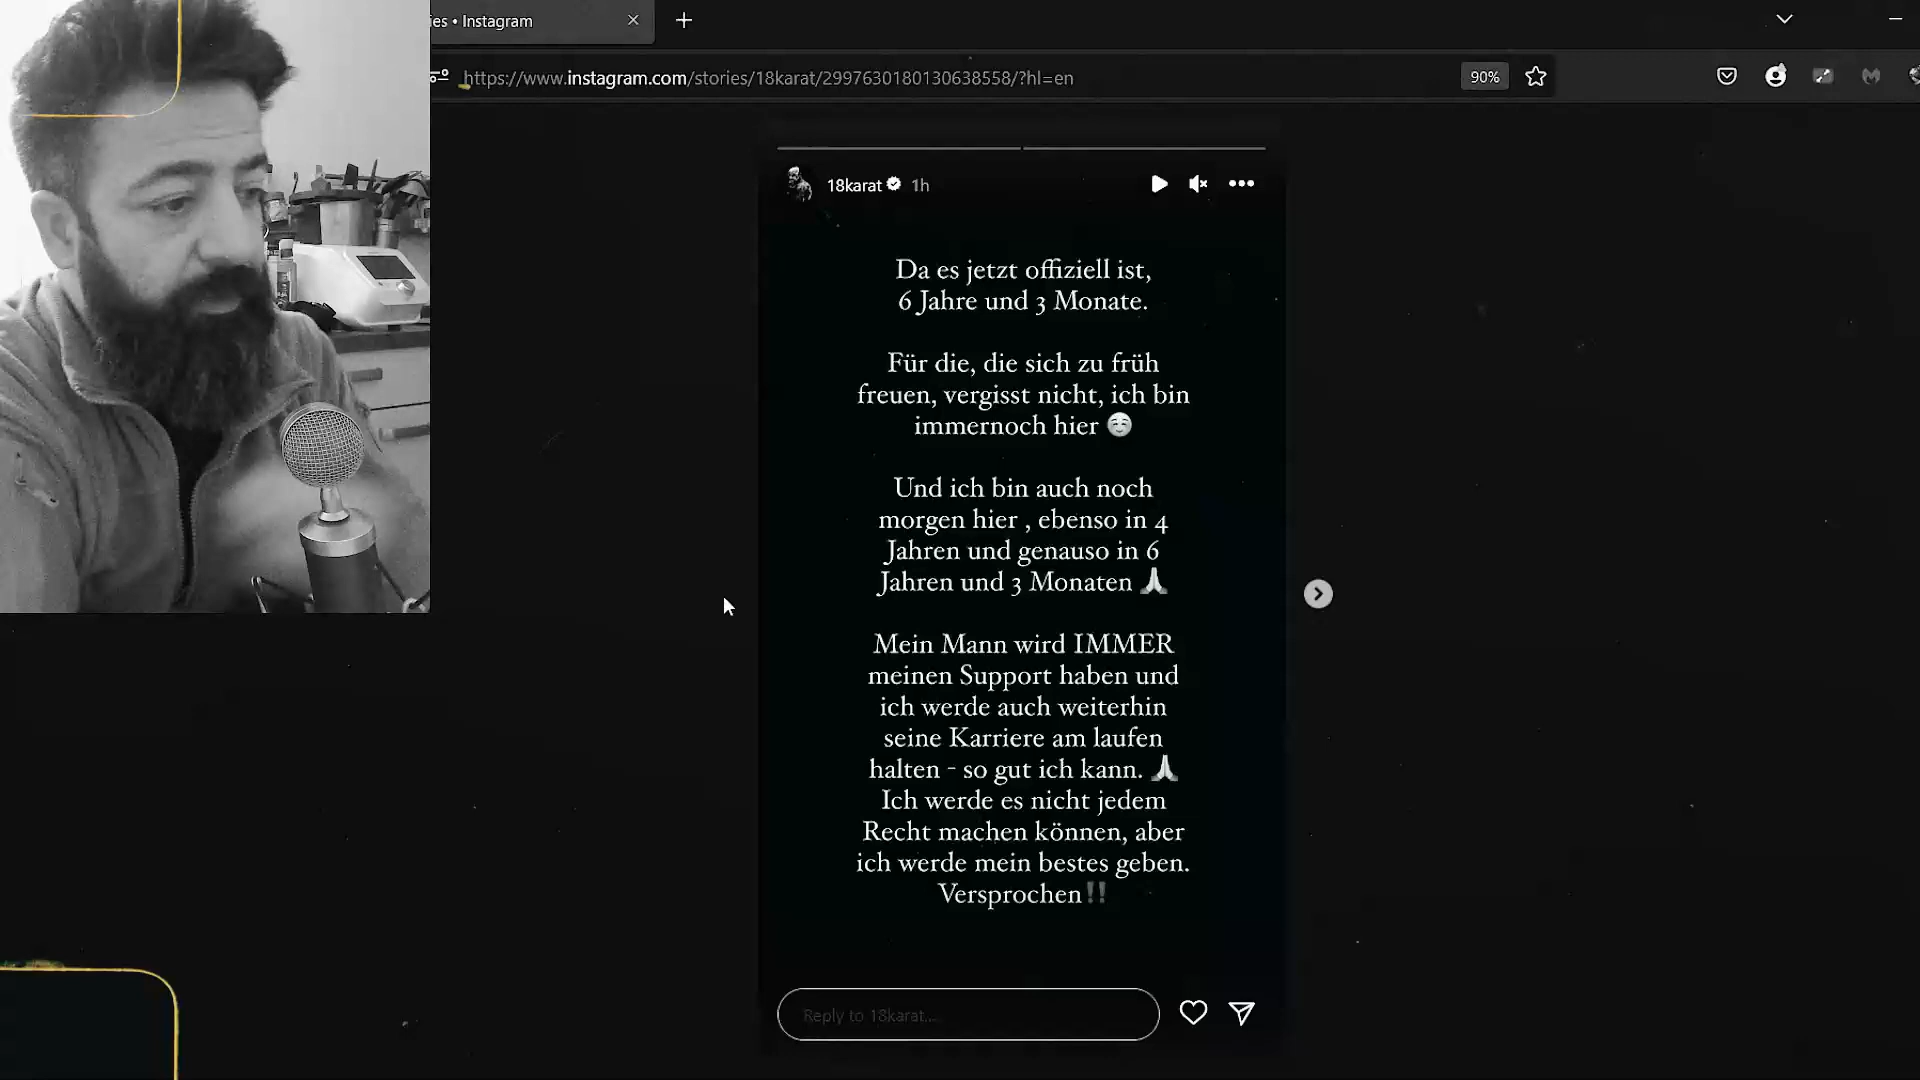 ies • Instagram
https://www.instagram.com/stories/18karat/2997630180130638558/?hl=en
90%
18karat 1h
Da es jetzt offiziell ist,
6 Jahre und 3 Monate.
Für die, die sich zu früh
freuen, vergisst nicht, ich bin
immernoch hier ☺️
Und ich bin auch noch
morgen hier , ebenso in 4
Jahren und genauso in 6
Jahren und 3 Monaten 🙏
Mein Mann wird IMMER
meinen Support haben und
ich werde auch weiterhin
seine Karriere am laufen
halten - so gut ich kann. 🙏
Ich werde es nicht jedem
Recht machen können, aber
ich werde mein bestes geben.
Versprochen‼️
Reply to 18karat...